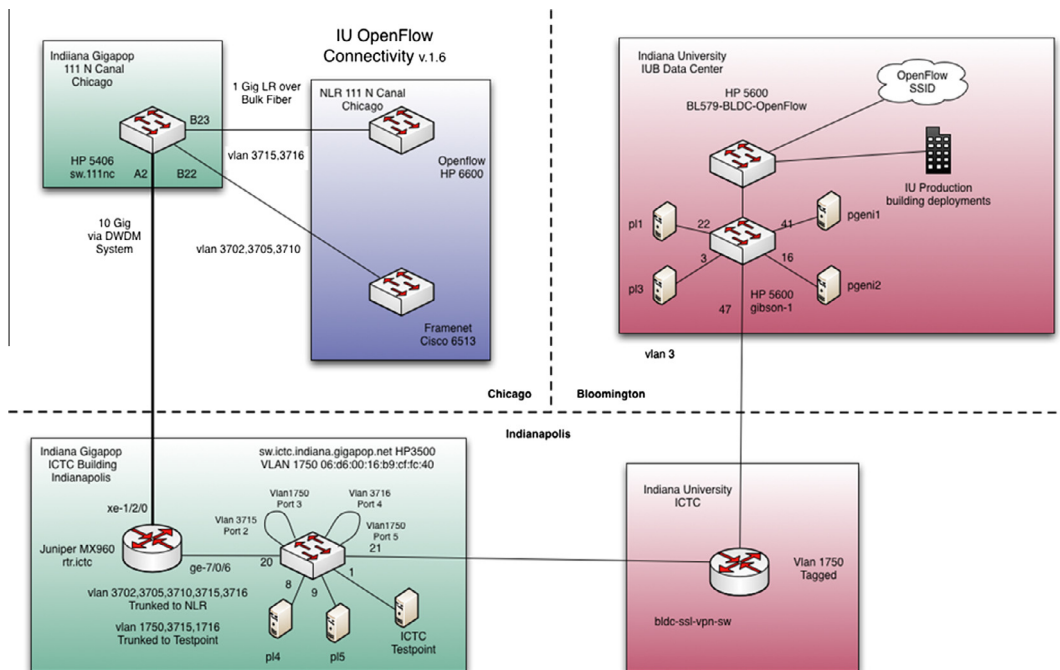 IU OpenFlow
Connectivity v.1.6
Indiiana Gigapop
111 N Canal
Chicago
HP 5406
sw.111nc
B23
A2
B22
1 Gig LR over
Bulk Fiber
vlan 3715,3716
vlan 3702,3705,3710
10 Gig
via DWDM
System
NLR 111 N Canal
Chicago
Openflow
HP 6600
Framenet
Cisco 6513
Indiana University
IUB Data Center
HP 5600
BL579-BLDC-OpenFlow
OpenFlow
SSID
IU Production
building deployments
pl1
22
41
pgeni1
pl3
3
16
pgeni2
HP 5600
gibson-1
47
vlan 3
Chicago
Bloomington
Indianapolis
Indiana Gigapop
ICTC Building
Indianapolis
sw.ictc.indiana.gigapop.net HP3500
VLAN 1750 06:d6:00:16:b9:cf:fc:40
xe-1/2/0
Juniper MX960
rtr.ictc
ge-7/0/6
Vlan 3715
Port 2
Vlan1750
Port 3
Vlan 3716
Port 4
Vlan1750
Port 5
20
21
8
9
1
vlan 3702,3705,3710,3715,3716
Trunked to NLR
vlan 1750,3715,1716
Trunked to Testpoint
pl4
pl5
ICTC
Testpoint
Indiana University
ICTC
Vlan 1750
Tagged
bldc-ssl-vpn-sw